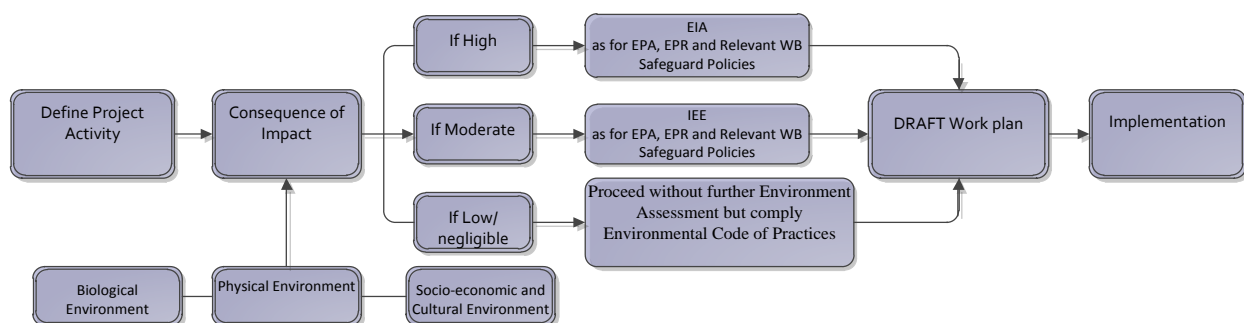 Define Project
Activity
Consequence of
Impact
If High
EIA
as for EPA, EPR and Relevant WB
Safeguard Policies
If Moderate
IEE
as for EPA, EPR and Relevant WB
Safeguard Policies
If Low/
negligible
Proceed without further Environment
Assessment but comply
Environmental Code of Practices
DRAFT Work plan
Implementation
Biological
Environment
Physical Environment
Socio-economic and
Cultural Environment